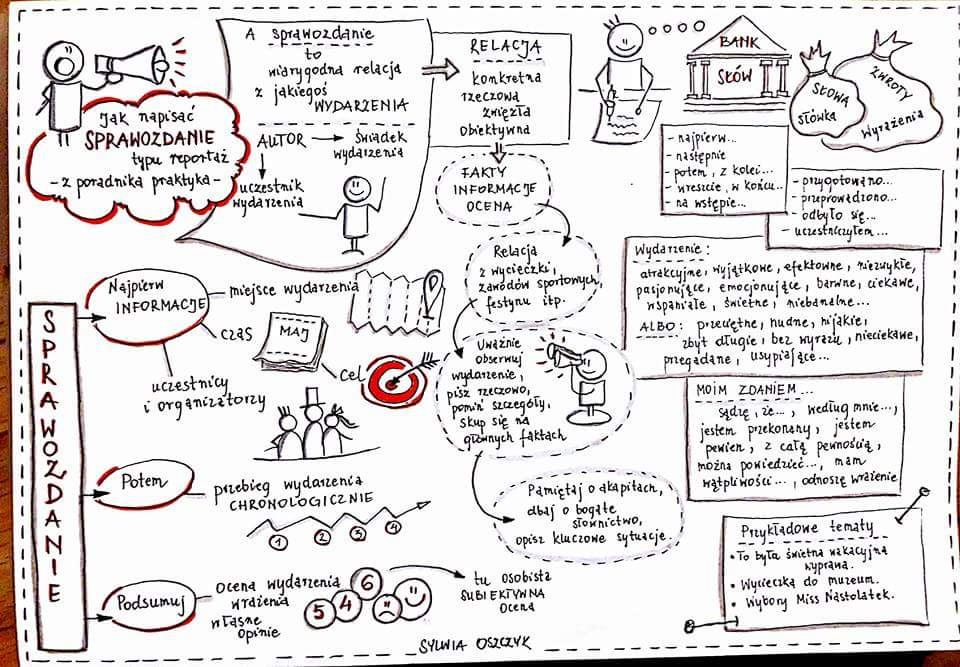 Jak napisać
SPRAWOZDANIE
typu reportaż
- z poradnika praktyka -
A sprawozdanie
to
wiarygodna relacja
z jakiegoś
WYDARZENIA
AUTOR → świadek
wydarzenia
uczestnik
wydarzenia
RELACJA
konkretna
rzeczowa
zwięzła
obiektywna
FAKTY
INFORMACJE
OCENA
Relacja
z wycieczki,
zawodów sportowych,
festynu itp.
Uważnie
obserwuj
wydarzenie,
pisz rzeczowo,
pomiń szczegóły,
skup się na
głównych faktach
Pamiętaj o akapitach,
dbaj o bogate
słownictwo,
opisz kluczowe sytuacje.
BANK
SŁÓW
SŁOWA
SŁÓWKA
ZWROTY
WYRAŻENIA
- najpierw...
- następnie
- potem, z kolei...
- wreszcie, w końcu...
- na wstępie...
- przygotowano...
- przeprowadzono...
- odbyło się...
- uczestniczyłem...
Wydarzenie:
atrakcyjne, wyjątkowe, efektowne, niezwykłe,
pasjonujące, emocjonujące, barwne, ciekawe,
wspaniałe, świetne, niebanalne...
ALBO: przeciętne, nudne, nijakie,
zbyt długie, bez wyrazu, nieciekawe,
przegadane, usypiające...
MOIM ZDANIEM...
sądzę, że..., według mnie...,
jestem przekonany, jestem
pewien, z całą pewnością,
można powiedzieć..., mam
wątpliwości..., odnoszę wrażenie
Przykładowe tematy
• To była świetna wakacyjna
wyprawa.
• Wycieczka do muzeum.
• Wybory Miss Nastolatek.
SPRAWOZDANIE
Najpierw
INFORMACJE
miejsce wydarzenia
czas
MAJ
cel
uczestnicy
i organizatorzy
Potem
przebieg wydarzenia
CHRONOLOGICZNIE
1 2 3 4
Podsumuj
Ocena wydarzenia
wrażenia
własne
opinie
5 4 6
tu osobista
SUBIEKTYWNA
ocena
SYLWIA OSZCZYK